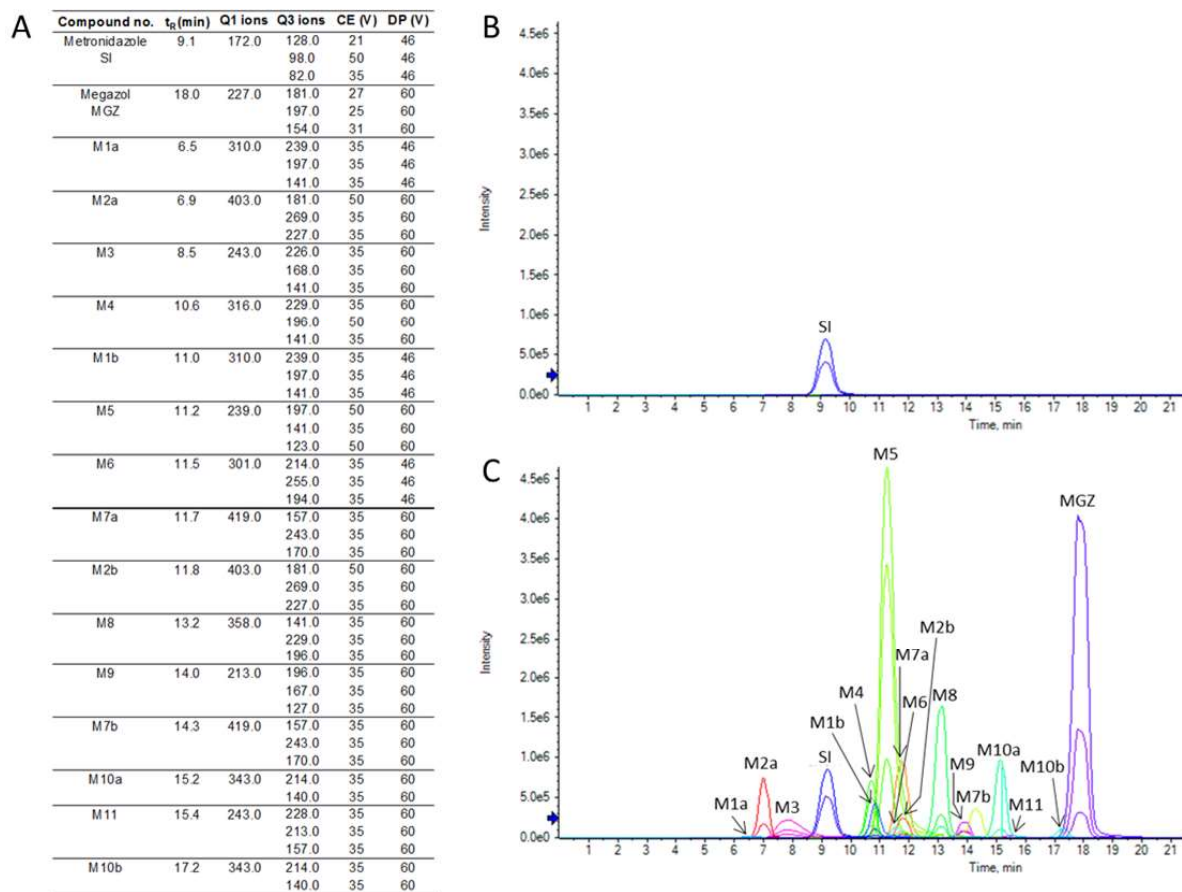 A
Compound no. tR (min) Q1 ions Q3 ions CE (V) DP (V)
Metronidazole 9.1 172.0 128.0 21 46
SI 98.0 50 46
82.0 35 46
Megazol 18.0 227.0 181.0 27 60
MGZ 197.0 25 60
154.0 31 60
M1a 6.5 310.0 239.0 35 46
197.0 35 46
141.0 35 46
M2a 6.9 403.0 181.0 50 60
269.0 35 60
227.0 35 60
M3 8.5 243.0 226.0 35 60
168.0 35 60
141.0 35 60
M4 10.6 316.0 229.0 35 60
196.0 50 60
141.0 35 60
M1b 11.0 310.0 239.0 35 46
197.0 35 46
141.0 35 46
M5 11.2 239.0 197.0 50 60
141.0 35 60
123.0 50 60
M6 11.5 301.0 214.0 35 46
255.0 35 46
194.0 35 46
M7a 11.7 419.0 157.0 35 60
243.0 35 60
170.0 35 60
M2b 11.8 403.0 181.0 50 60
269.0 35 60
227.0 35 60
M8 13.2 358.0 141.0 35 60
229.0 35 60
196.0 35 60
M9 14.0 213.0 196.0 35 60
167.0 35 60
127.0 35 60
M7b 14.3 419.0 157.0 35 60
243.0 35 60
170.0 35 60
M10a 15.2 343.0 214.0 35 60
140.0 35 60
M11 15.4 243.0 228.0 35 60
213.0 35 60
157.0 35 60
M10b 17.2 343.0 214.0 35 60
140.0 35 60
B
4.5e6
4.0e6
3.5e6
3.0e6
2.5e6
2.0e6
1.5e6
1.0e6
5.0e5
0.0e0
Intensity
SI
1 2 3 4 5 6 7 8 9 10 11 12 13 14 15 16 17 18 19 20 21
Time, min
C
4.5e6
4.0e6
3.5e6
3.0e6
2.5e6
2.0e6
1.5e6
1.0e6
5.0e5
0.0e0
Intensity
M5
MGZ
M2b
M7a
M4 M6 M8
M1b
M2a SI M9 M10a M10b
M1a M3 M7b M11
1 2 3 4 5 6 7 8 9 10 11 12 13 14 15 16 17 18 19 20 21
Time, min